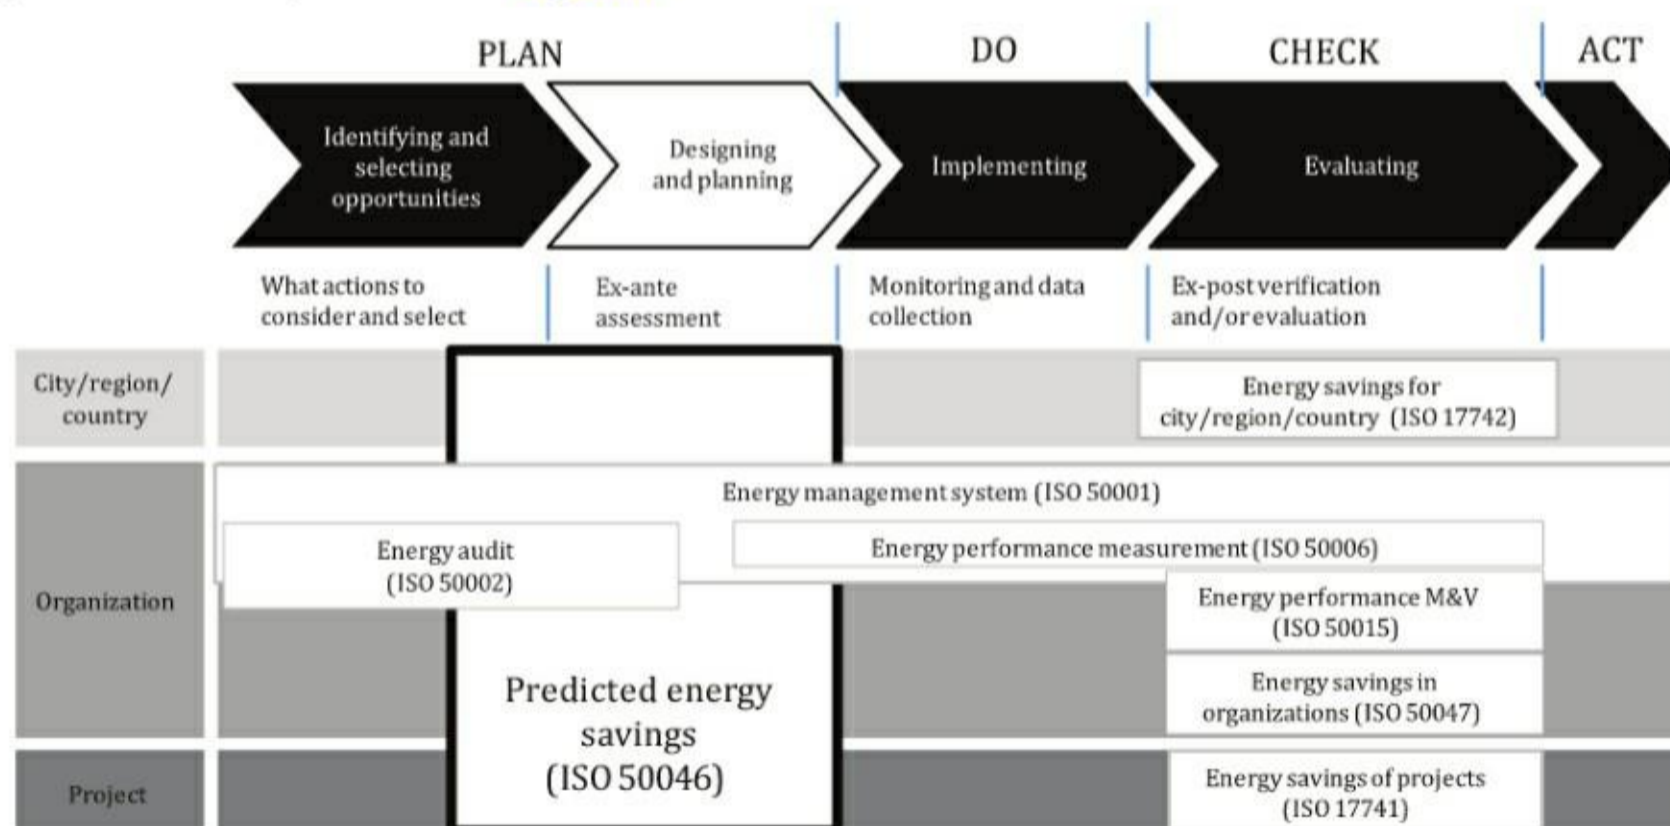 PLAN
DO
CHECK
ACT
Identifying and
selecting
opportunities
Designing
and planning
Implementing
Evaluating
What actions to
consider and select
Ex-ante
assessment
Monitoring and data
collection
Ex-post verification
and/or evaluation
City/region/
country
Energy savings for
city/region/country (ISO 17742)
Organization
Energy management system (ISO 50001)
Energy audit
(ISO 50002)
Energy performance measurement (ISO 50006)
Energy performance M&V
(ISO 50015)
Energy savings in
organizations (ISO 50047)
Predicted energy
savings
(ISO 50046)
Project
Energy savings of projects
(ISO 17741)